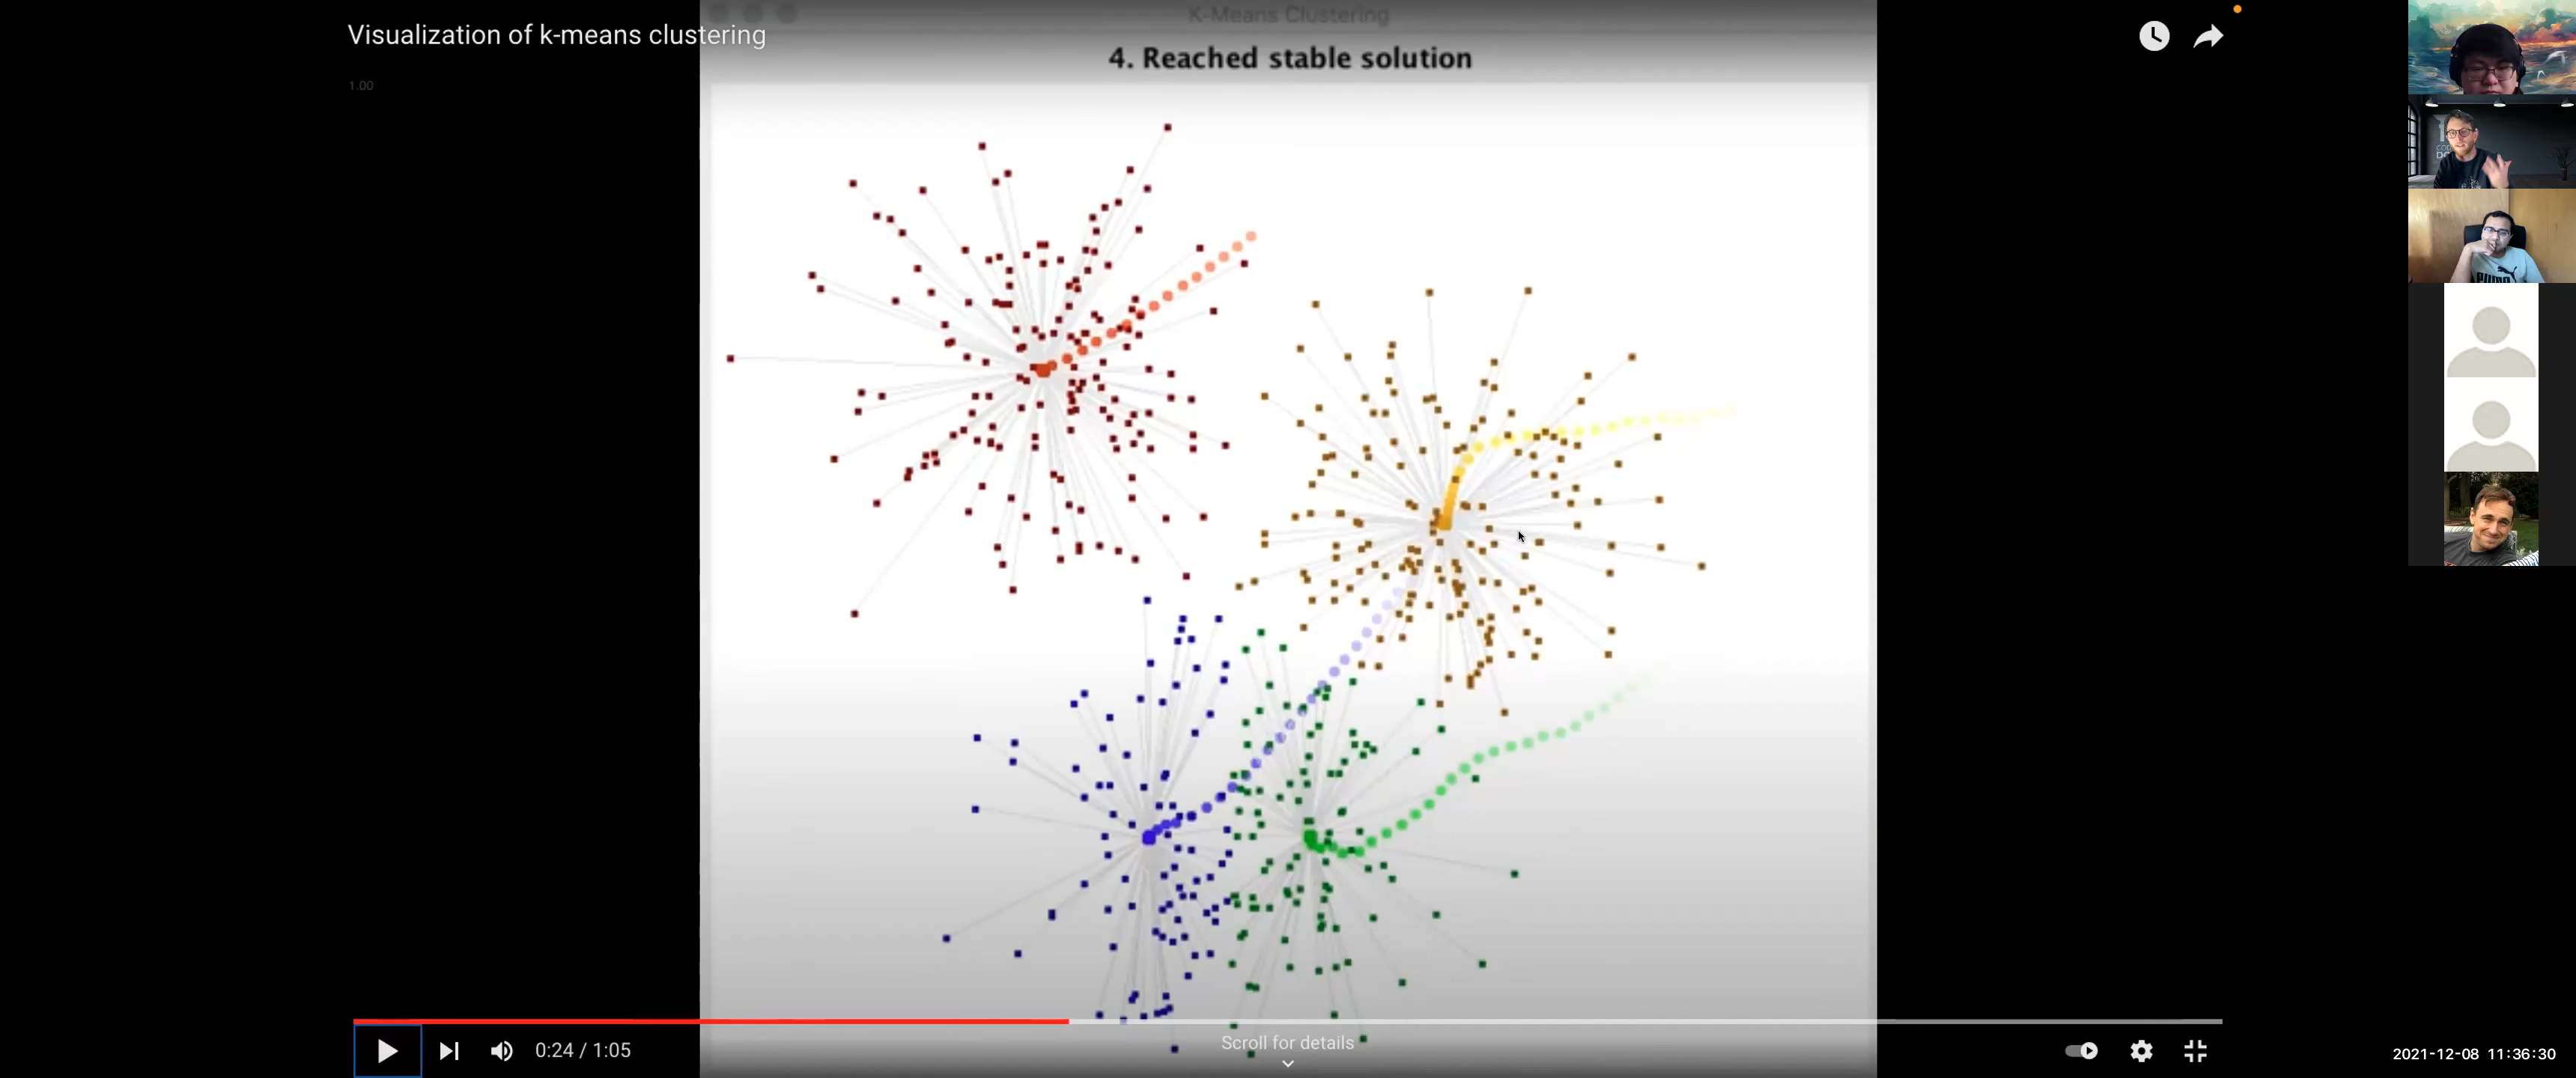 Visualization of k-means clustering
K-Means Clustering
4. Reached stable solution
1.00
PUMA
0:24 / 1:05
Scroll for details
2021-12-08 11:36:30